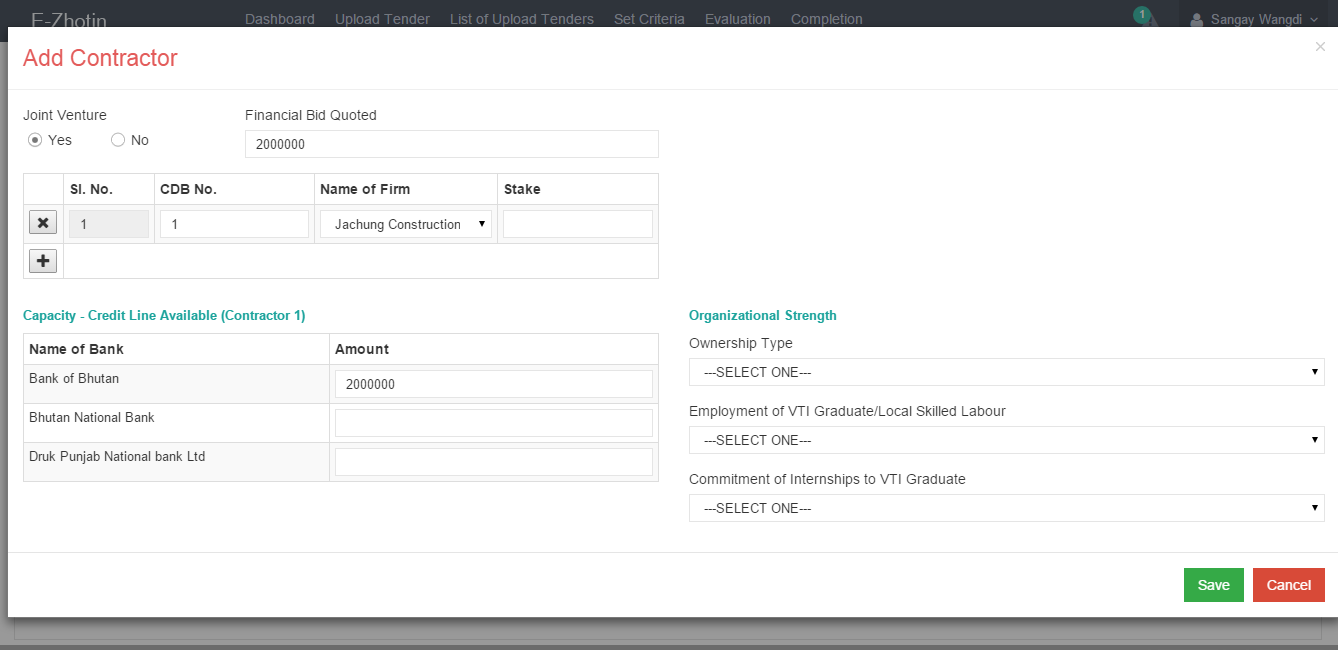 E-Zhotin Dashboard Upload Tender List of Upload Tenders Set Criteria Evaluation Completion 1 Sangay Wangdi
Add Contractor ×
Joint Venture Financial Bid Quoted
Yes No 2000000
Sl. No. CDB No. Name of Firm Stake
1 1 Jachung Construction
Capacity - Credit Line Available (Contractor 1) Organizational Strength
Name of Bank Amount
Bank of Bhutan 2000000
Bhutan National Bank
Druk Punjab National bank Ltd
Ownership Type
---SELECT ONE---
Employment of VTI Graduate/Local Skilled Labour
---SELECT ONE---
Commitment of Internships to VTI Graduate
---SELECT ONE---
Save Cancel